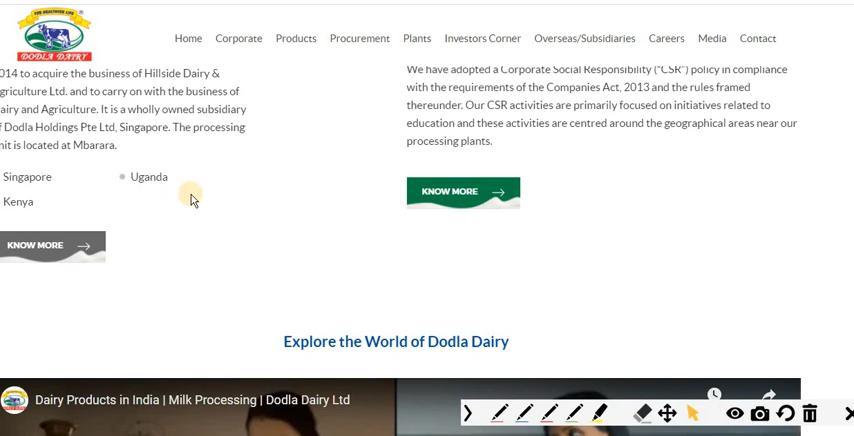 FOR HEALTHIER LIFE
DODLA DAIRY
Home Corporate Products Procurement Plants Investors Corner Overseas/Subsidiaries Careers Media Contact
014 to acquire the business of Hillside Dairy &
griculture Ltd. and to carry on with the business of
airy and Agriculture. It is a wholly owned subsidiary
f Dodla Holdings Pte Ltd, Singapore. The processing
nit is located at Mbarara.
Singapore
Uganda
Kenya
KNOW MORE
We have adopted a Corporate Social Responsibility ("CSR") policy in compliance
with the requirements of the Companies Act, 2013 and the rules framed
thereunder. Our CSR activities are primarily focused on initiatives related to
education and these activities are centred around the geographical areas near our
processing plants.
KNOW MORE
Explore the World of Dodla Dairy
Dairy Products in India | Milk Processing | Dodla Dairy Ltd